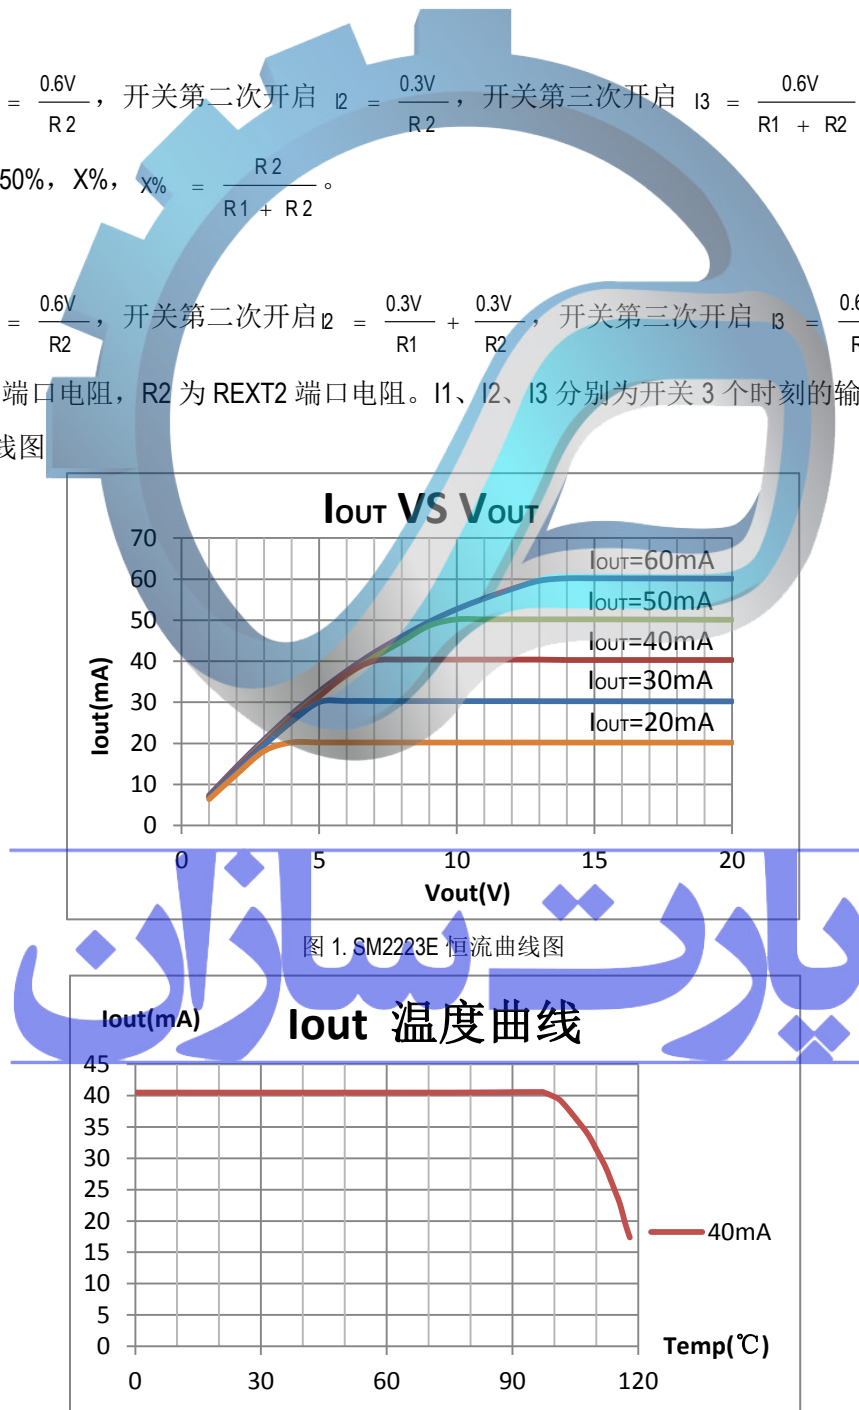 = 0.6V / R2，开关第二次开启 I2 = 0.3V / R2，开关第三次开启 I3 = 0.6V / R1 + R2
50%，X%，X% = R2 / R1 + R2。
= 0.6V / R2，开关第二次开启I2 = 0.3V / R1 + 0.3V / R2，开关第三次开启 I3 =
端口电阻，R2 为 REXT2 端口电阻。I1、I2、I3 分别为开关 3 个时刻的输
线图
IOUT VS VOUT
Iout(mA)
70
60
50
40
30
20
10
0
IOUT=60mA
IOUT=50mA
IOUT=40mA
IOUT=30mA
IOUT=20mA
0 5 10 15 20
Vout(V)
图 1. SM2223E 恒流曲线图
پارت سازان
Iout(mA)
Iout 温度曲线
45
40
35
30
25
20
15
10
5
0
40mA
Temp(℃)
0 30 60 90 120